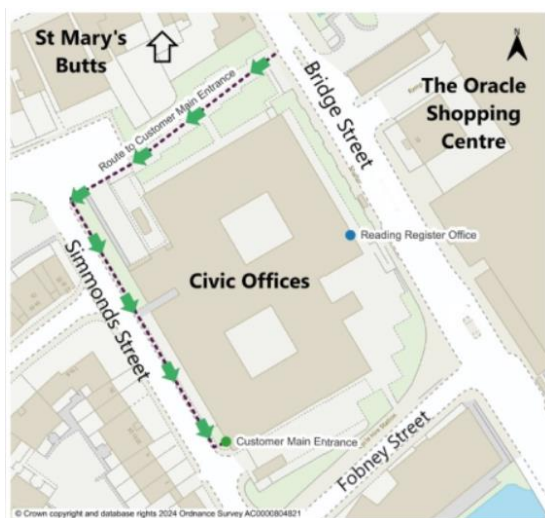 St Mary's
Butts
Bridge Street
The Oracle
Shopping
Centre
Route to Customer Main Entrance
Reading Register Office
Civic Offices
Simmonds Street
Customer Main Entrance
Fobney Street
© Crown copyright and database rights 2024 Ordnance Survey AC0000804821